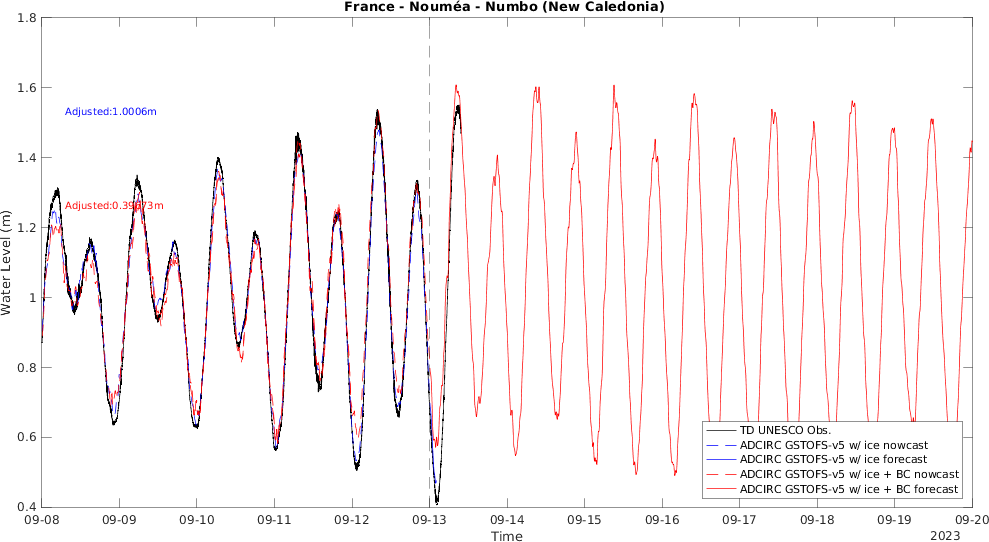 France - Nouméa - Numbo (New Caledonia)
1.8
1.6
1.4
1.2
1
0.8
0.6
0.4
Water Level (m)
Adjusted:1.0006m
Adjusted:0.39673m
TD UNESCO Obs.
ADCIRC GSTOFS-v5 w/ ice nowcast
ADCIRC GSTOFS-v5 w/ ice forecast
ADCIRC GSTOFS-v5 w/ ice + BC nowcast
ADCIRC GSTOFS-v5 w/ ice + BC forecast
09-08 09-09 09-10 09-11 09-12 09-13 09-14 09-15 09-16 09-17 09-18 09-19 09-20
Time
2023